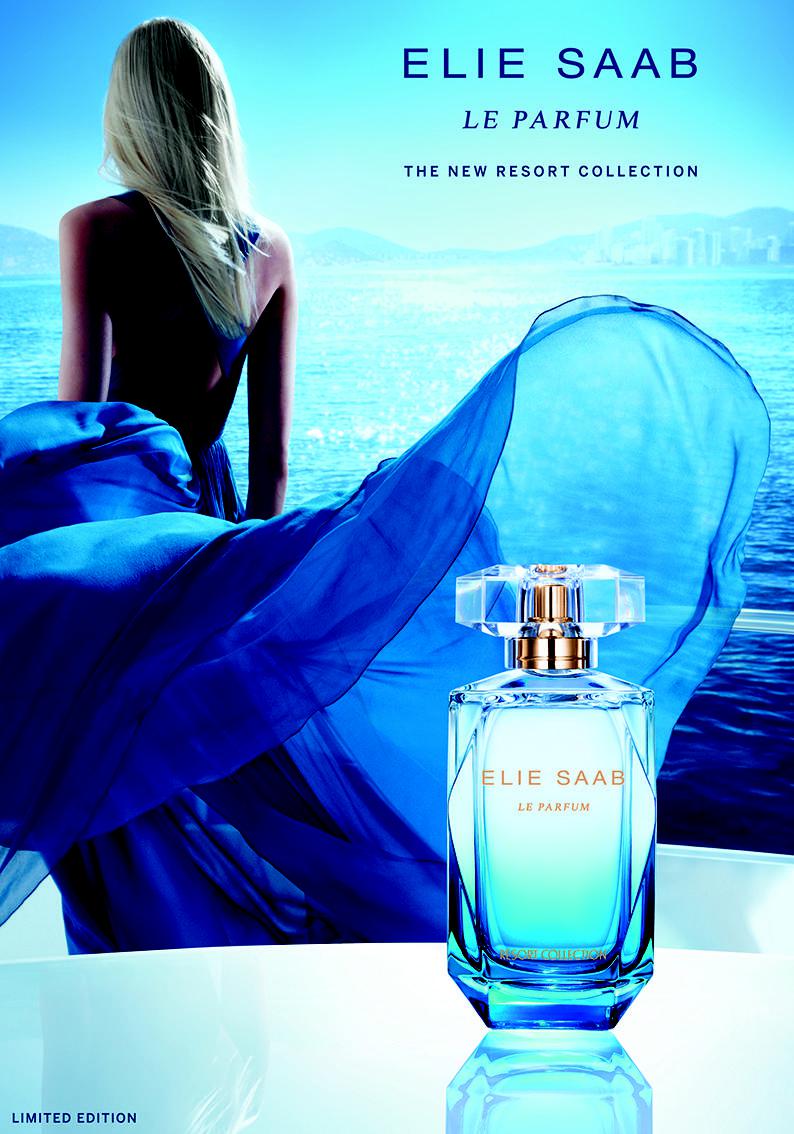 ELIE SAAB
LE PARFUM
THE NEW RESORT COLLECTION
ELIE SAAB
LE PARFUM
RESORT COLLECTION
LIMITED EDITION